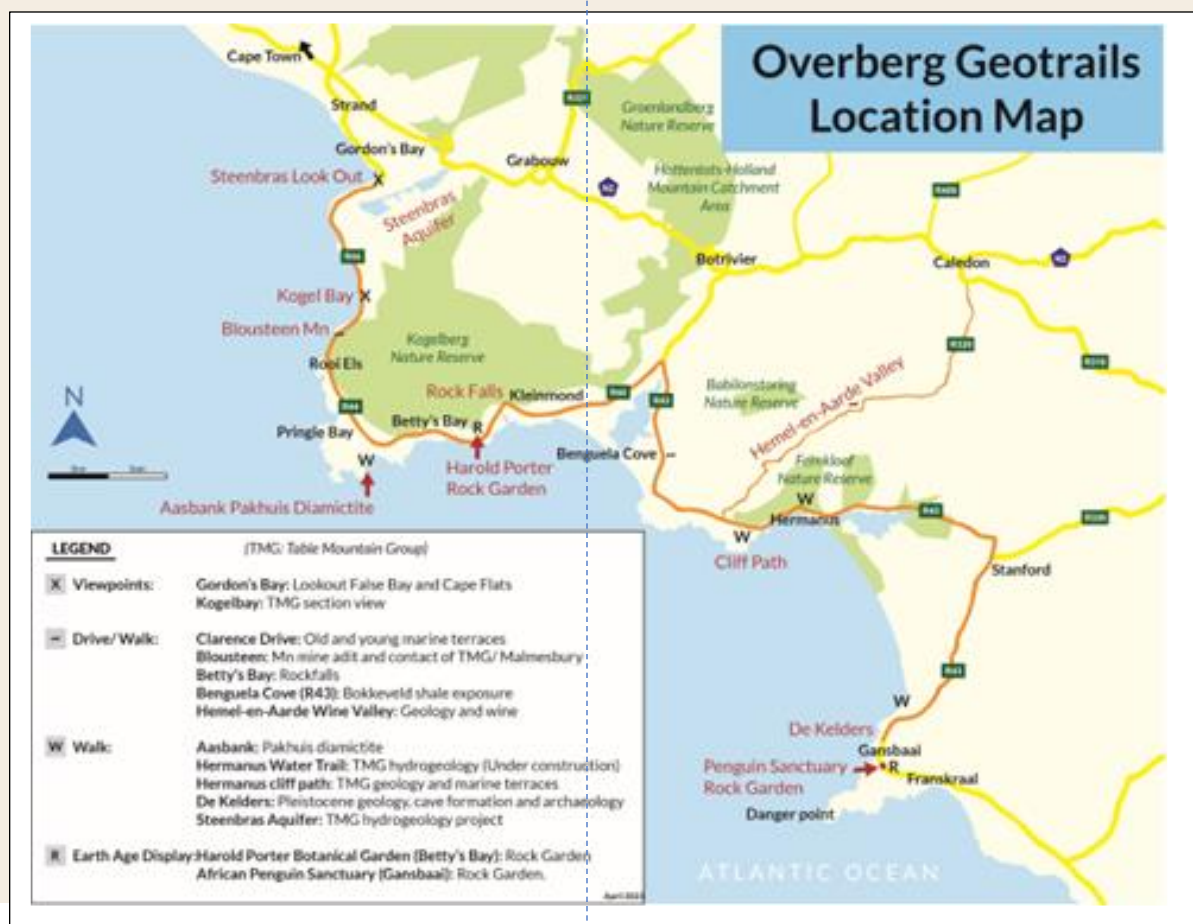 Overberg Geotrails
Location Map
Cape Town
Strand
Gordon's Bay
Steenbras Look Out
X
Steenbras
Aquifer
Grabouw
Groenlandberg
Nature Reserve
Hottentots-Holland
Mountain Catchment
Area
N2
Botrivier
Caledon
N2
R44
Kogel Bay
X
Blousteen Mn
Rooi Els
Kogelberg
Nature Reserve
Rock Falls
Kleinmond
R43
Babilonstoring
Nature Reserve
Hemel-en-Aarde Valley
R320
R316
N
R44
Pringle Bay
Betty's Bay
R
W
Harold Porter
Rock Garden
Aasbank Pakhuis Diamictite
Benguela Cove
Fernkloof
Nature Reserve
W
Hermanus
W
Cliff Path
R43
Stanford
R43
W
De Kelders
Gansbaai
R
Penguin Sanctuary
Rock Garden
Franskraal
Danger point
ATLANTIC OCEAN
LEGEND
(TMG: Table Mountain Group)
X Viewpoints: Gordon's Bay: Lookout False Bay and Cape Flats
Kogelbay: TMG section view
– Drive/ Walk: Clarence Drive: Old and young marine terraces
Blousteen: Mn mine adit and contact of TMG/ Malmesbury
Betty's Bay: Rockfalls
Benguela Cove (R43): Bokkeveld shale exposure
Hemel-en-Aarde Wine Valley: Geology and wine
W Walk: Aasbank: Pakhuis diamictite
Hermanus Water Trail: TMG hydrogeology (Under construction)
Hermanus cliff path: TMG geology and marine terraces
De Kelders: Pleistocene geology, cave formation and archaeology
Steenbras Aquifer: TMG hydrogeology project
R Earth Age Display: Harold Porter Botanical Garden (Betty's Bay): Rock Garden
African Penguin Sanctuary (Gansbaai): Rock Garden.